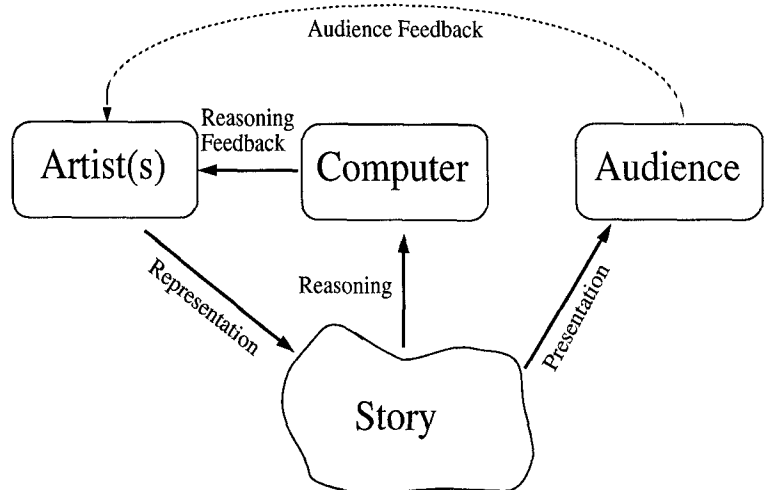 Audience Feedback
Reasoning
Feedback
Artist(s)
Computer
Audience
Representation
Reasoning
Presentation
Story